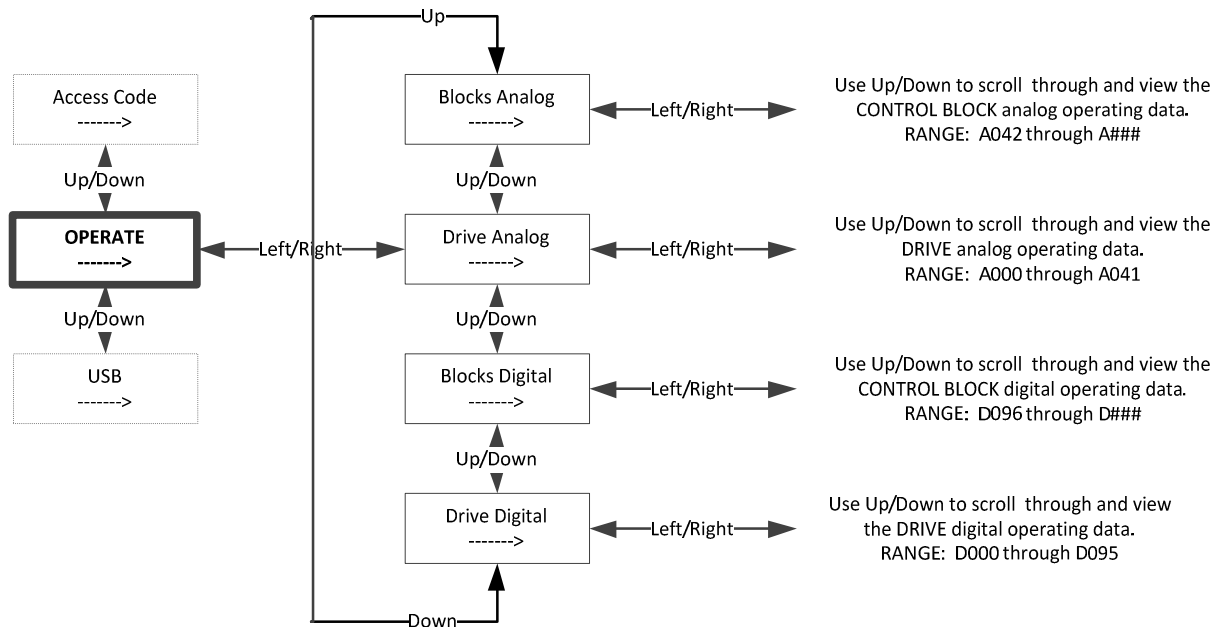 Up
Access Code
------->
Up/Down
OPERATE
------->
Up/Down
USB
------->
Left/Right
Blocks Analog
------->
Up/Down
Drive Analog
------->
Up/Down
Blocks Digital
------->
Up/Down
Drive Digital
------->
Down
Left/Right
Use Up/Down to scroll through and view the
CONTROL BLOCK analog operating data.
RANGE: A042 through A###
Left/Right
Use Up/Down to scroll through and view the
DRIVE analog operating data.
RANGE: A000 through A041
Left/Right
Use Up/Down to scroll through and view the
CONTROL BLOCK digital operating data.
RANGE: D096 through D###
Left/Right
Use Up/Down to scroll through and view
the DRIVE digital operating data.
RANGE: D000 through D095